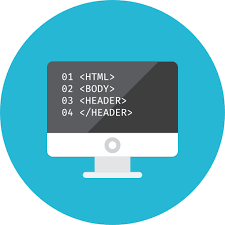 01 <HTML>
02 <BODY>
03 <HEADER>
04 </HEADER>